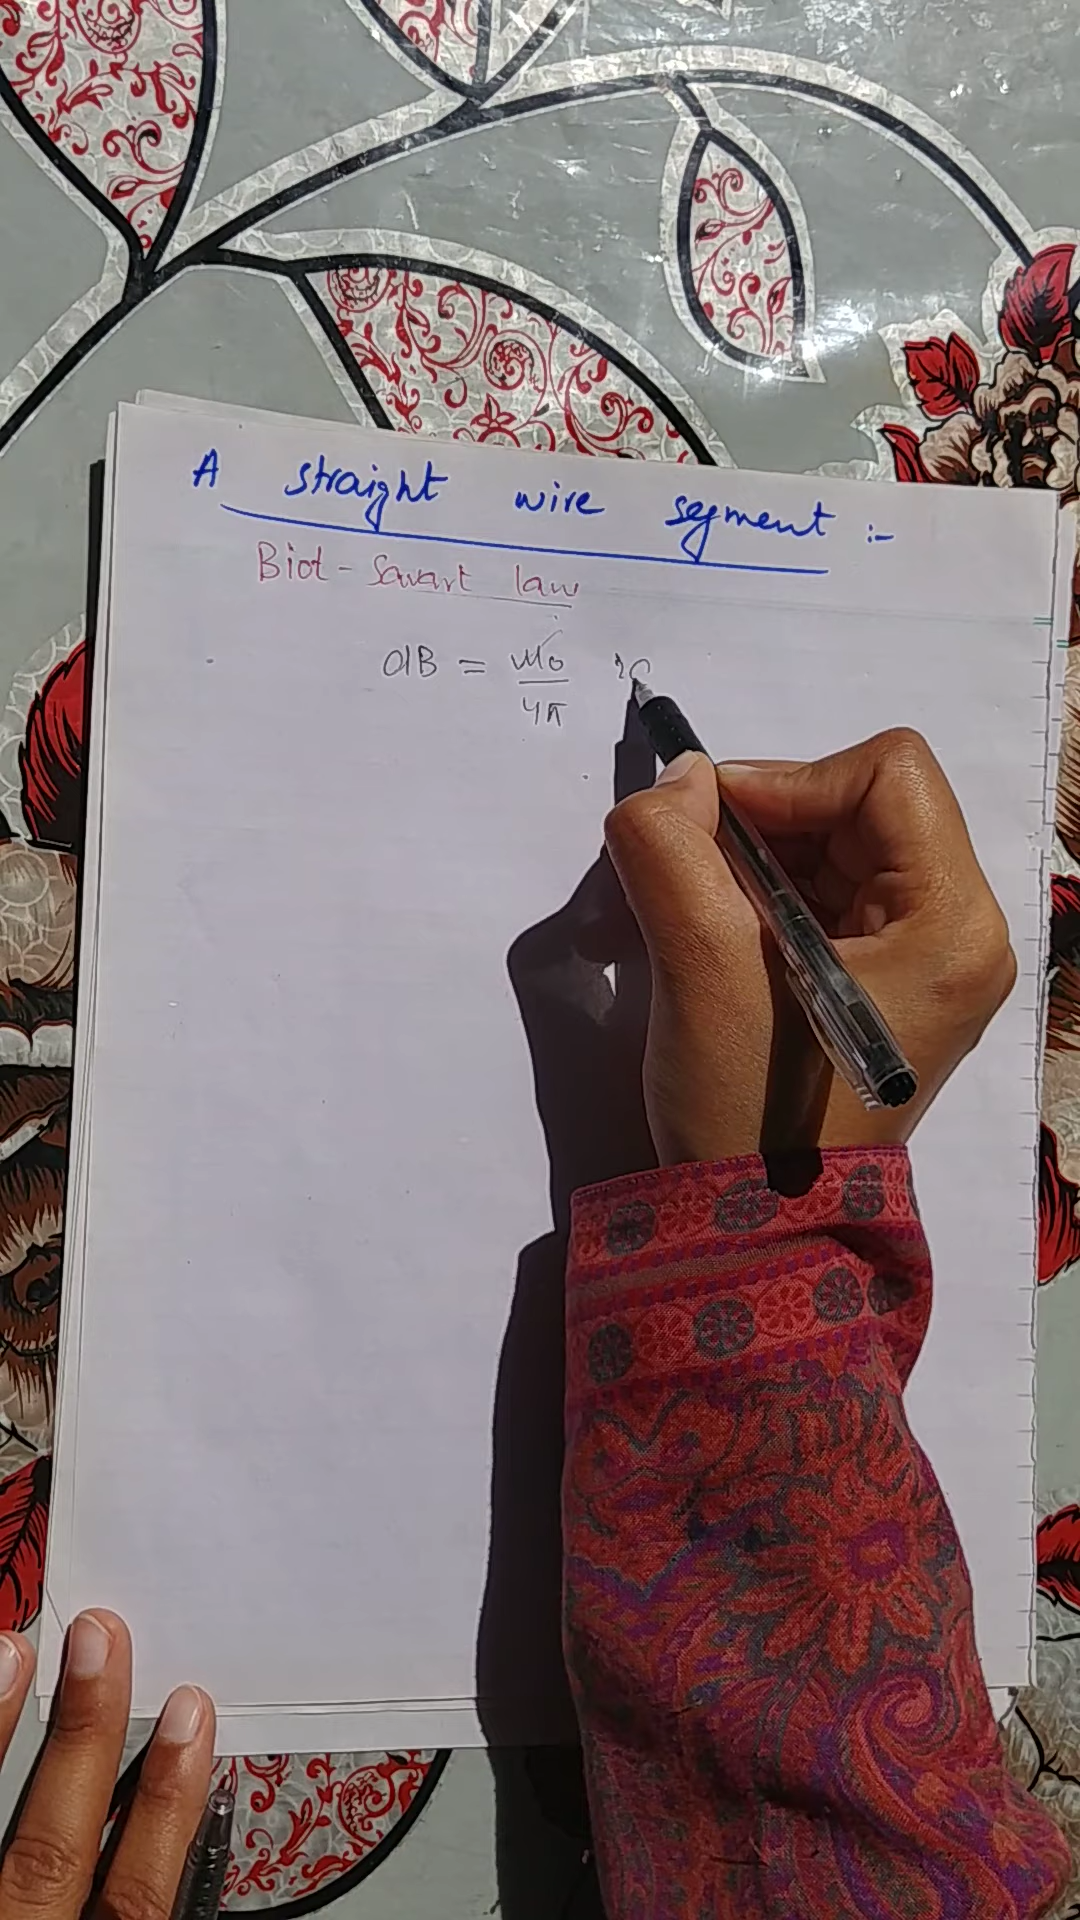 A straight wire segment :-
Biot - Savart law
dB = μ0
4π